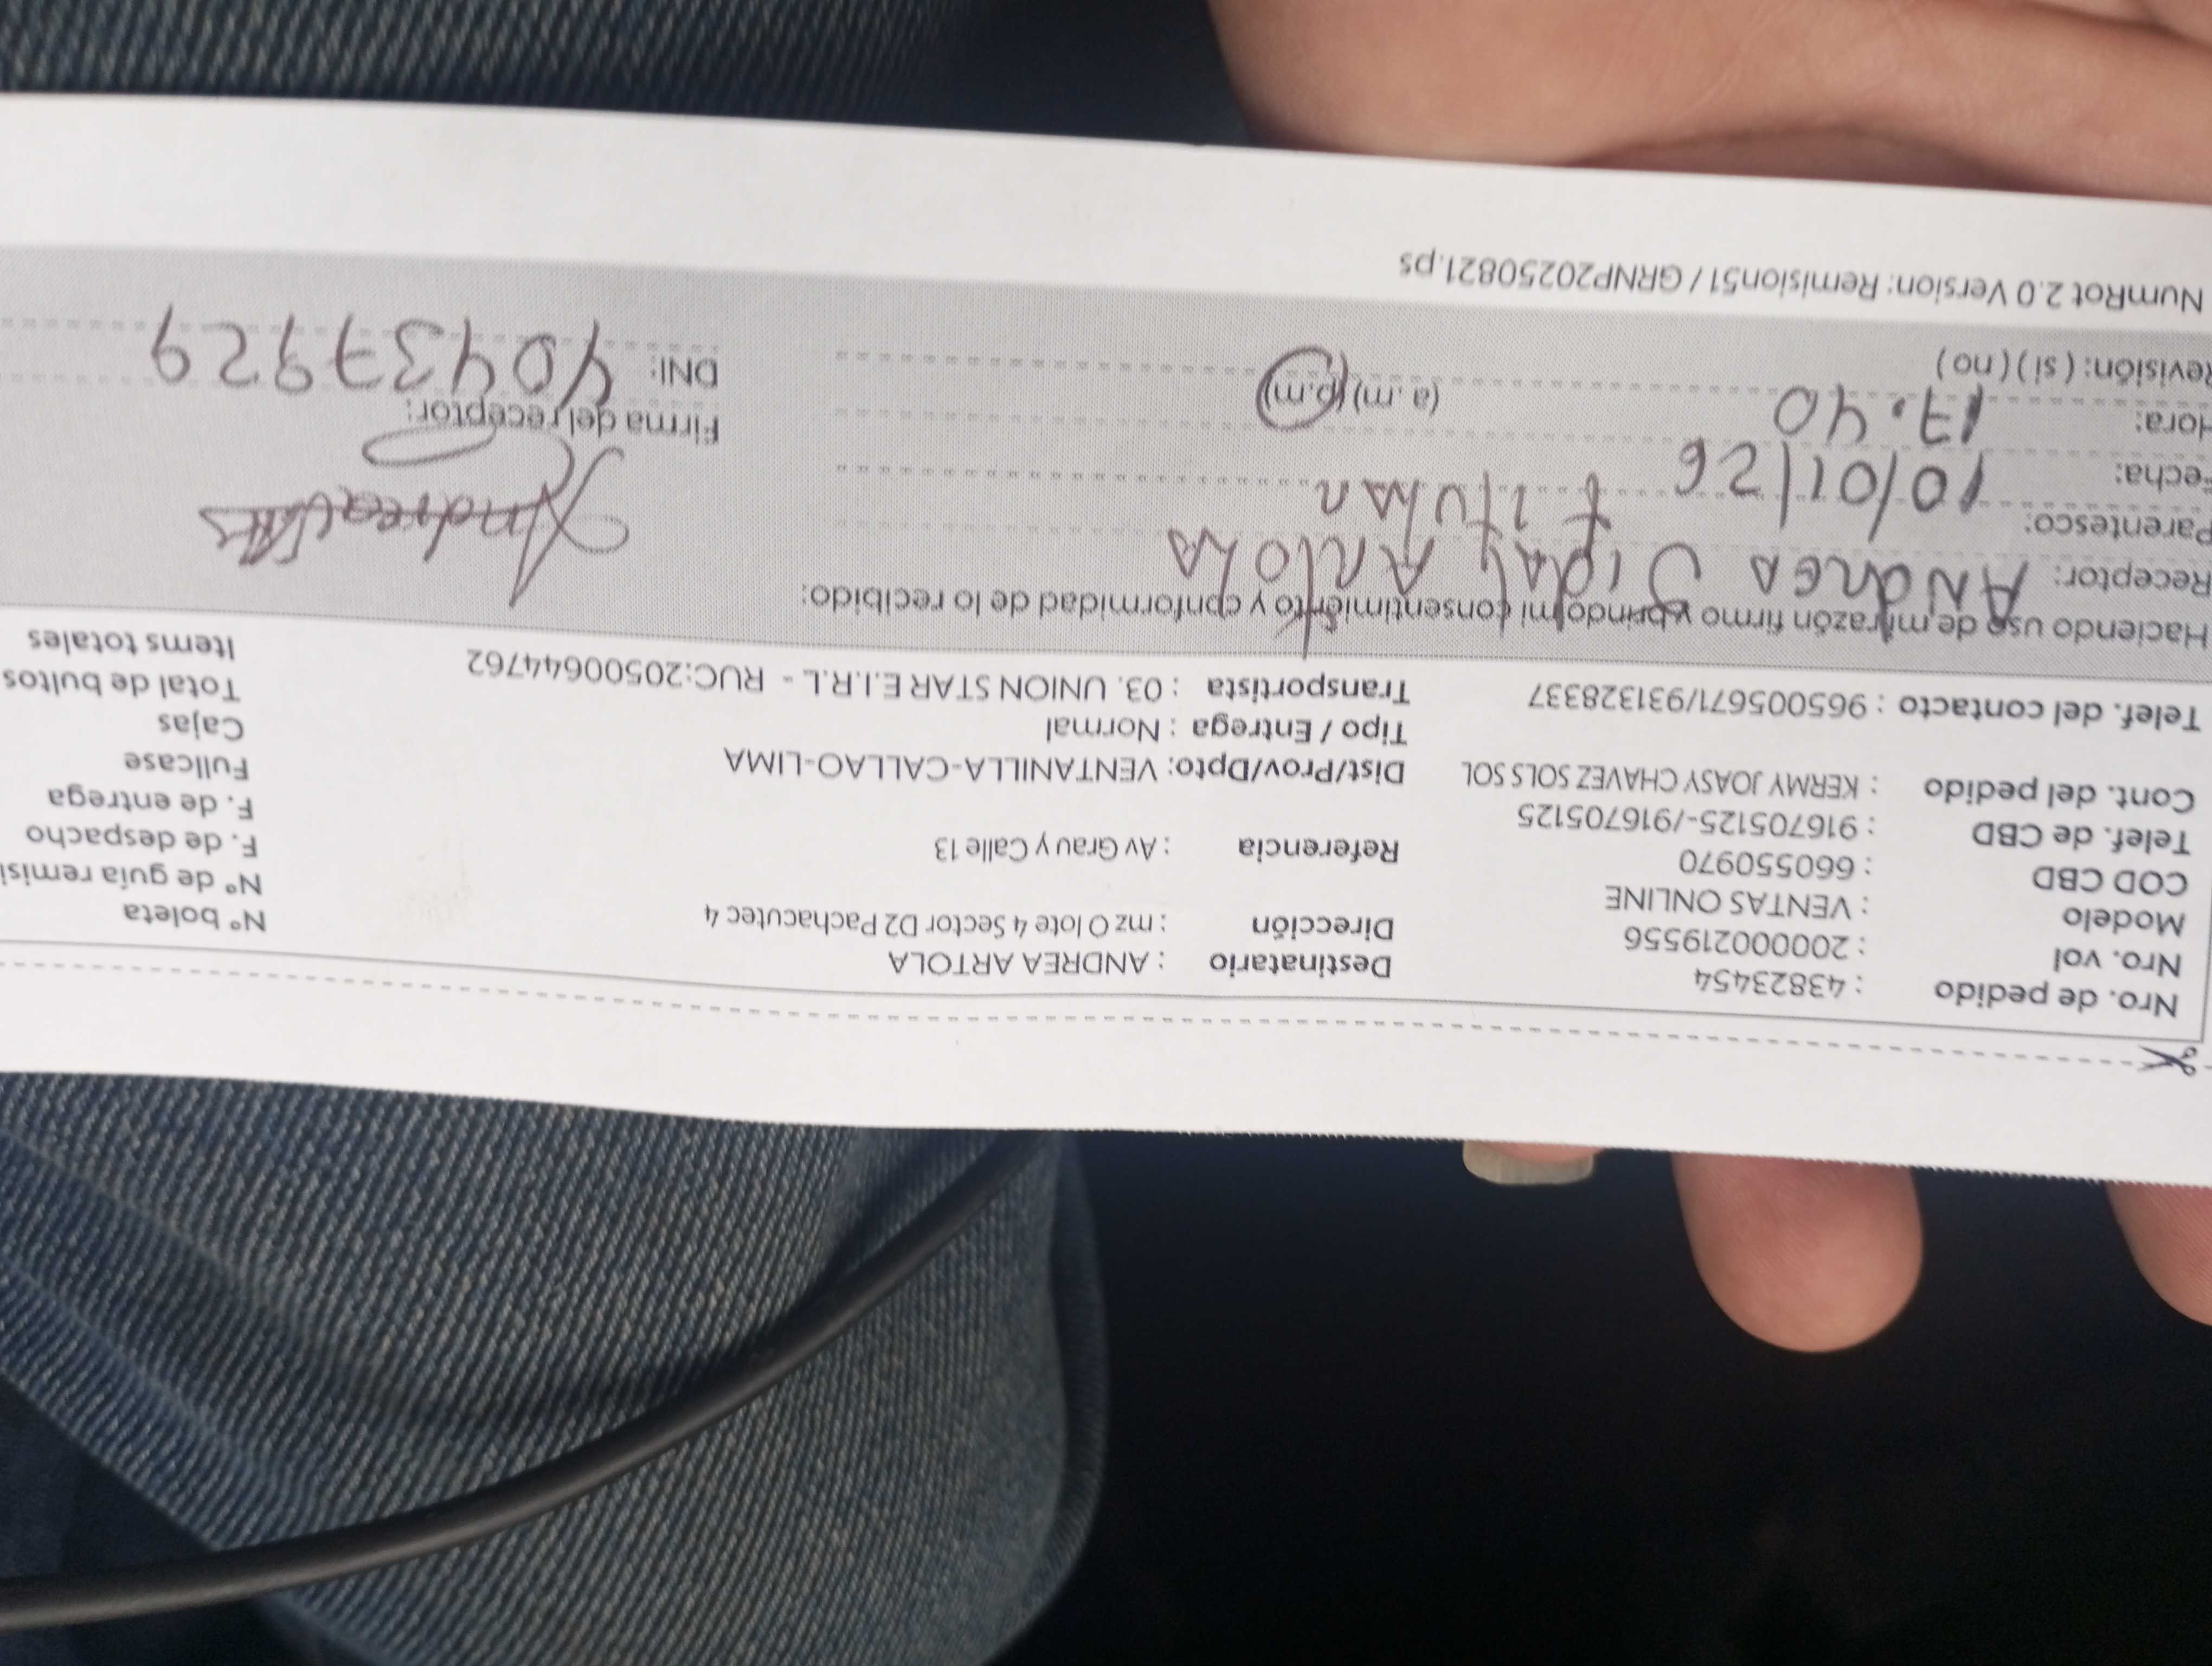 Nro. de pedido : 43823454 Destinatario : ANDREA ARTOLA Nº boleta
Nro. vol : 200000219556 Dirección : mz O lote 4 Sector D2 Pachacutec 4 Nº de guía remisi
Modelo : VENTAS ONLINE F. de despacho
COD CBD : 660550970 Referencia : Av Grau y Calle 13 F. de entrega
Telef. de CBD : 916705125-/916705125 Fullcase
Cont. del pedido : KERMY JOASY CHAVEZ SOLS SOL Dist/Prov/Dpto: VENTANILLA-CALLAO-LIMA Cajas
Tipo / Entrega : Normal Total de bultos
Telef. del contacto : 965005671/931328337 Transportista : 03. UNION STAR E.I.R.L - RUC:20500644762 Items totales
Haciendo uso de mi razón firmo y brindo mi consentimiento y conformidad de lo recibido:
Receptor: ANDREA Artola
Parentesco: titular
Fecha: 10/01/26 Firma del receptor:
Hora: 17.40 (a.m) (p.m) DNI: 40437929
Revisión: ( si ) ( no )
NumRot 2.0 Version: Remision51 / GRNP20250821.ps